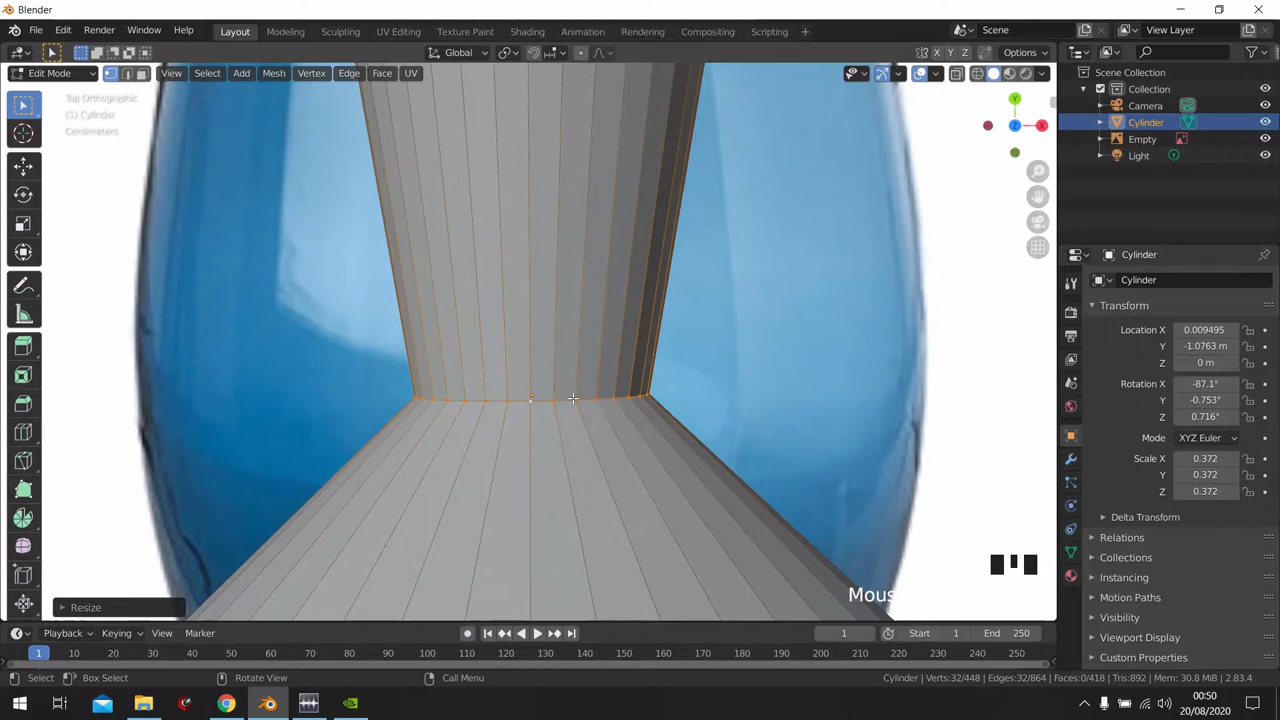 Blender
File Edit Render Window Help Layout Modeling Sculpting UV Editing Texture Paint Shading Animation Rendering Compositing Scripting + Scene View Layer
Global X Y Z Options
Edit Mode View Select Add Mesh Vertex Edge Face UV
Top Orthographic
(1) Cylinder
Centimeters
Y
Z X
Scene Collection
Collection
Camera
Cylinder
Empty
Light
Cylinder
Cylinder
Transform
Location X 0.009495
Y -1.0763 m
Z 0 m
Rotation X -87.1°
Y -0.753°
Z 0.716°
Mode XYZ Euler
Scale X 0.372
Y 0.372
Z 0.372
Delta Transform
Relations
Collections
Instancing
Motion Paths
Visibility
Viewport Display
Custom Properties
Mous
Resize
Playback Keying View Marker 1 Start 1 End 250
1 10 20 30 40 50 60 70 80 90 100 110 120 130 140 150 160 170 180 190 200 210 220 230 240 250
Select Box Select Rotate View Call Menu Cylinder | Verts:32/448 | Edges:32/864 | Faces:0/418 | Tris:892 | Mem: 30.8 MiB | 2.83.4
00:50
20/08/2020